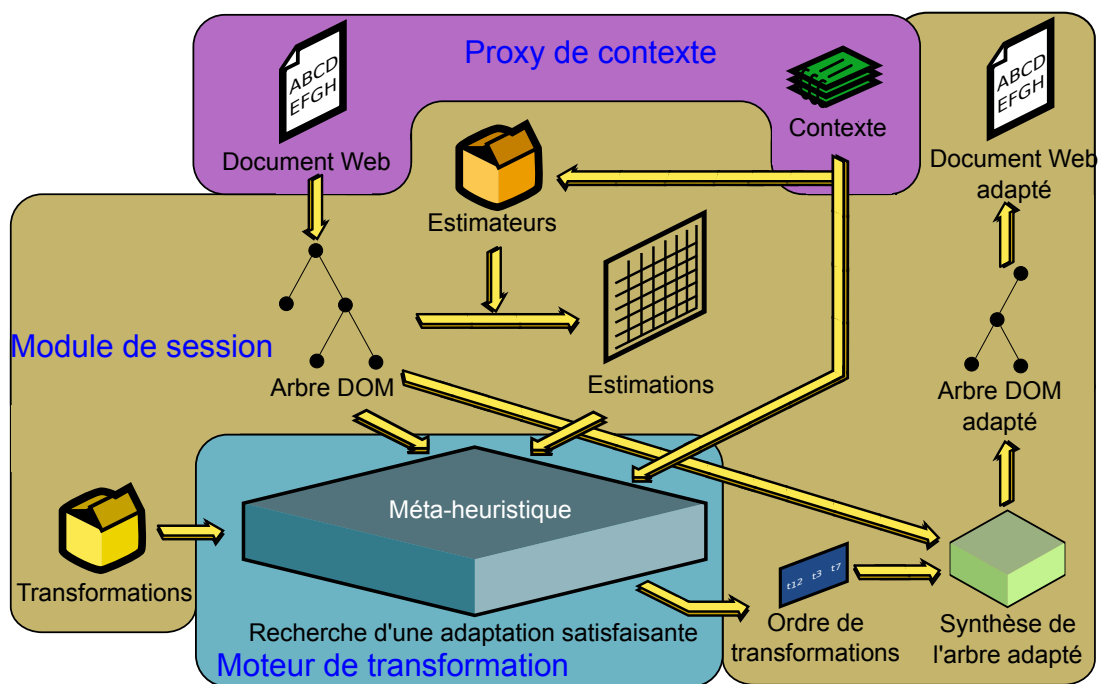 Proxy de contexte
ABCD
EFGH
Document Web
Contexte
ABCD
EFGH
Document Web
adapté
Estimateurs
Module de session
Arbre DOM
Estimations
Arbre DOM
adapté
Méta-heuristique
Transformations
t12 t3 t7
Recherche d'une adaptation satisfaisante
Moteur de transformation
Ordre de
transformations
Synthèse de
l'arbre adapté